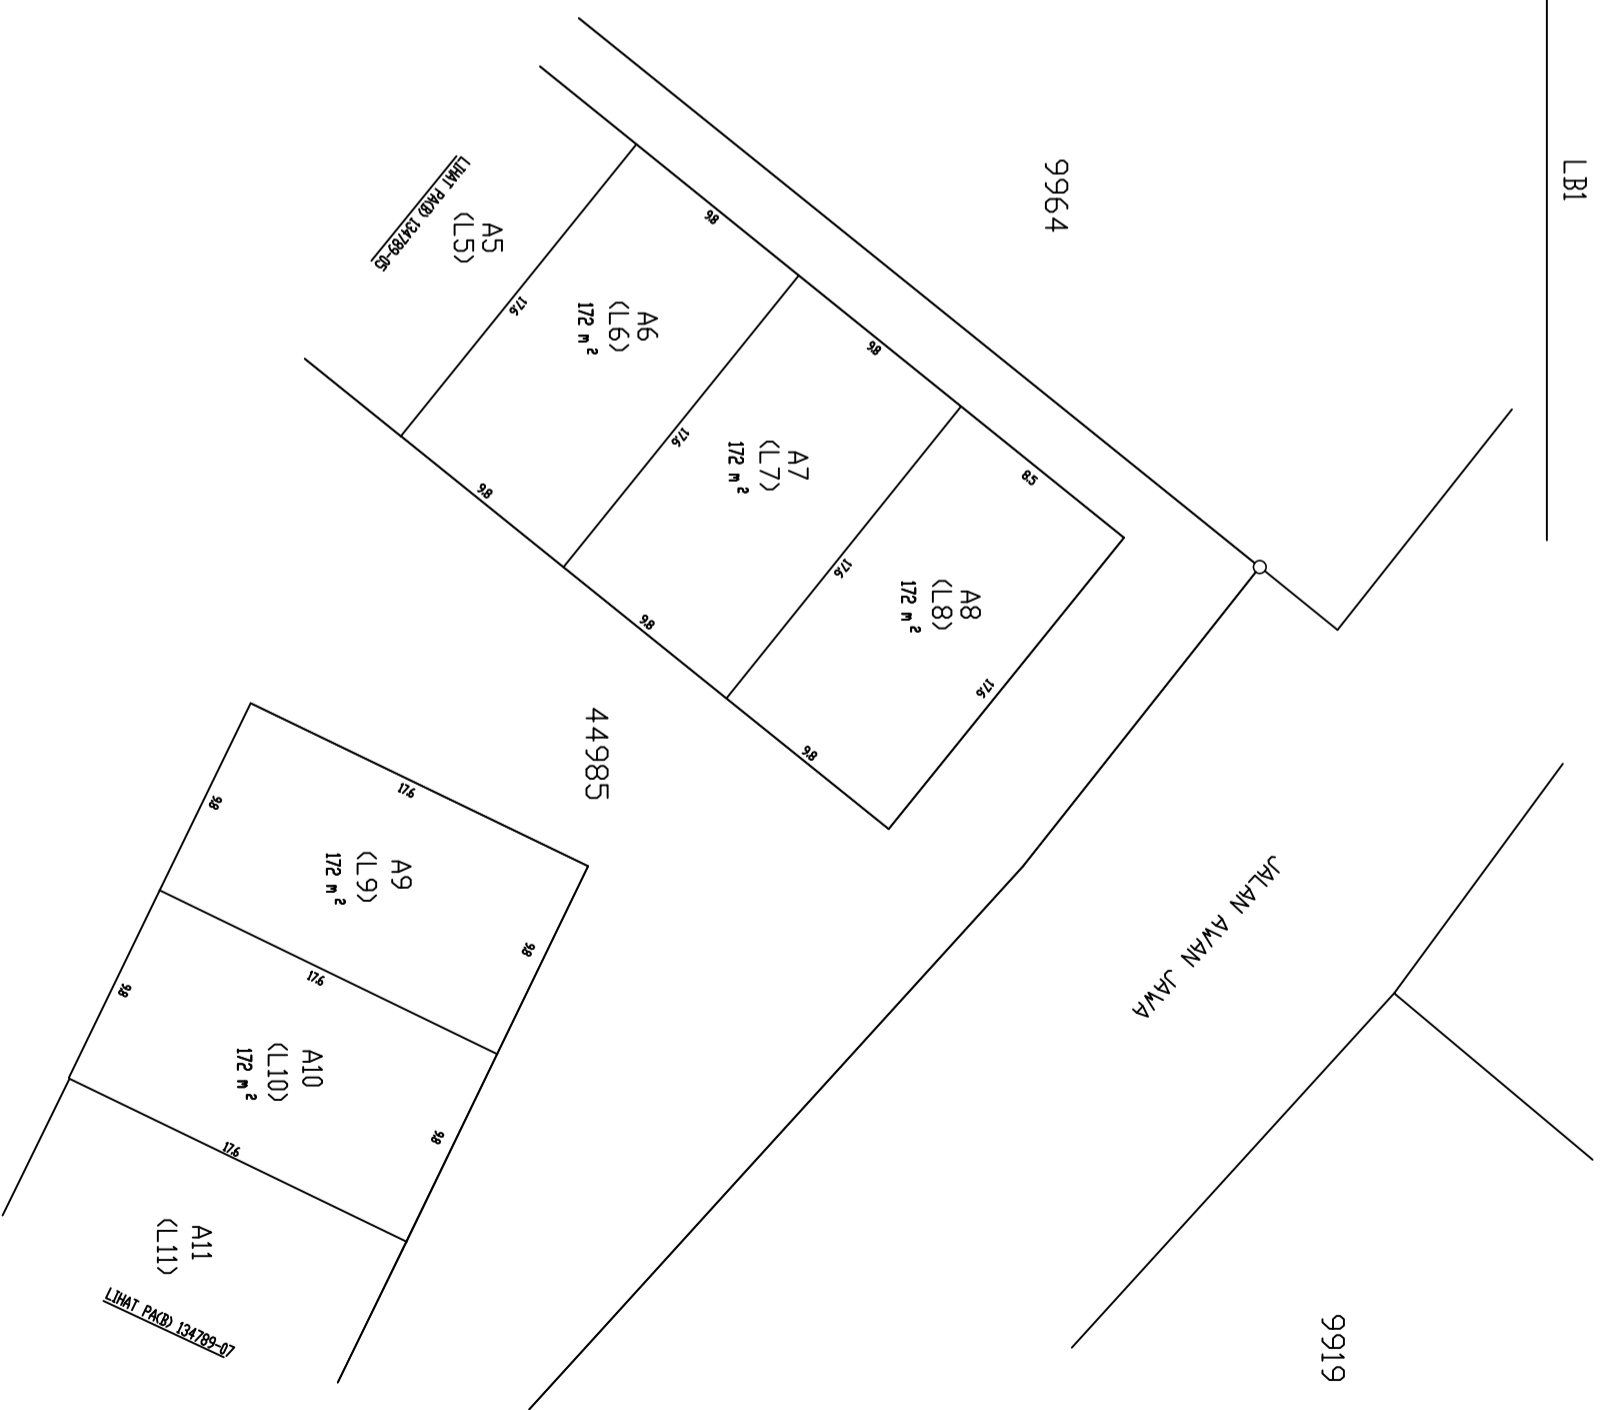 LB1
9964
A5
(L5)
LIHAT PA(B) 134789-05
9.8
17.6
A6
(L6)
172 m²
9.8
9.8
17.6
A7
(L7)
172 m²
9.8
8.5
17.6
A8
(L8)
172 m²
17.6
9.8
44985
17.6
9.8
A9
(L9)
172 m²
9.8
17.6
9.8
A10
(L10)
172 m²
9.8
17.6
A11
(L11)
LIHAT PA(B) 134789-07
JALAN AWAN JAWA
9919